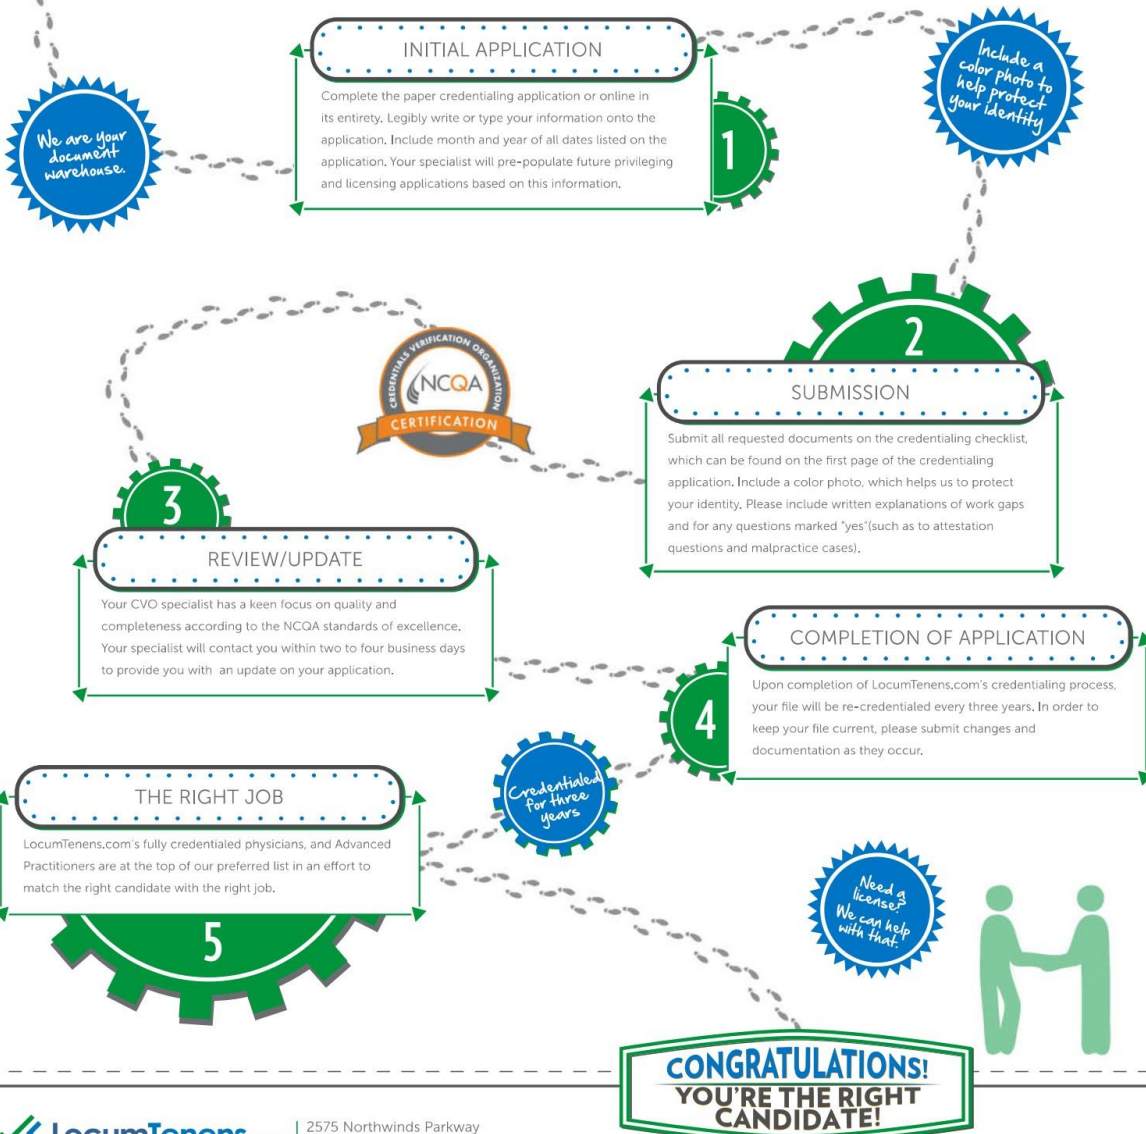 INITIAL APPLICATION
Complete the paper credentialing application or online in
its entirety. Legibly write or type your information onto the
application. Include month and year of all dates listed on the
application. Your specialist will pre-populate future privileging
and licensing applications based on this information.
1
We are your
document
warehouse.
Include a
color photo to
help protect
your identity
2
SUBMISSION
Submit all requested documents on the credentialing checklist,
which can be found on the first page of the credentialing
application. Include a color photo, which helps us to protect
your identity. Please include written explanations of work gaps
and for any questions marked "yes"(such as to attestation
questions and malpractice cases).
CREDENTIALS VERIFICATION ORGANIZATION
NCQA
CERTIFICATION
3
REVIEW/UPDATE
Your CVO specialist has a keen focus on quality and
completeness according to the NCQA standards of excellence.
Your specialist will contact you within two to four business days
to provide you with an update on your application.
4
COMPLETION OF APPLICATION
Upon completion of LocumTenens.com's credentialing process,
your file will be re-credentialed every three years. In order to
keep your file current, please submit changes and
documentation as they occur.
Credentialed
for three
years
THE RIGHT JOB
LocumTenens.com's fully credentialed physicians, and Advanced
Practitioners are at the top of our preferred list in an effort to
match the right candidate with the right job.
5
Need a
license?
We can help
with that.
CONGRATULATIONS!
YOU'RE THE RIGHT
CANDIDATE!
LocumTenens
2575 Northwinds Parkway